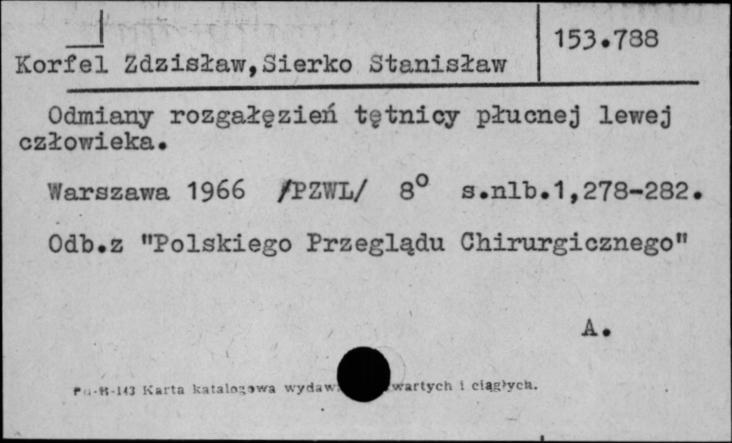 153.788
Korfel Zdzisław,Sierko Stanisław
Odmiany rozgałęzień tętnicy płucnej lewej
człowieka.
Warszawa 1966 /PZWL/ 8° s.nlb.1,278-282.
Odb.z "Polskiego Przeglądu Chirurgicznego"
A.
Karta katalogowa wydaw wartych i ciągłych.